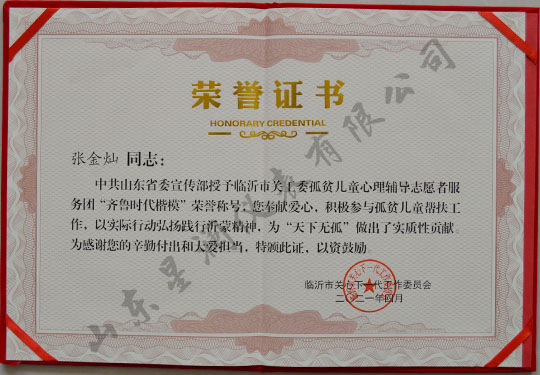 荣誉证书
HONORARY CREDENTIAL
张金灿 同志：
中共山东省委宣传部授予临沂市关工委孤贫儿童心理辅导志愿者服
务团“齐鲁时代楷模”荣誉称号，您奉献爱心，积极参与孤贫儿童帮扶工
作，以实际行动弘扬践行沂蒙精神，为“天下无孤”做出了实质性贡献。
为感谢您的辛勤付出和大爱担当，特颁此证，以资鼓励。
临沂市关心下一代工作委员会
二〇二一年四月